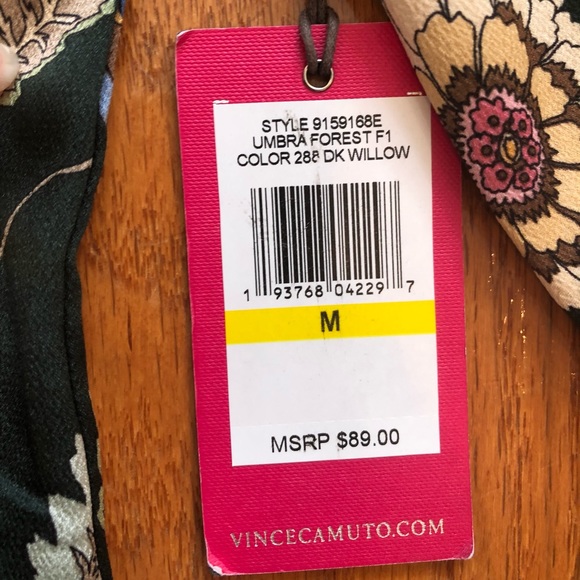 STYLE 9159168E
UMBRA FOREST F1
COLOR 288 DK WILLOW
1 93768 04229 7
M
MSRP $89.00
VINCECAMUTO.COM